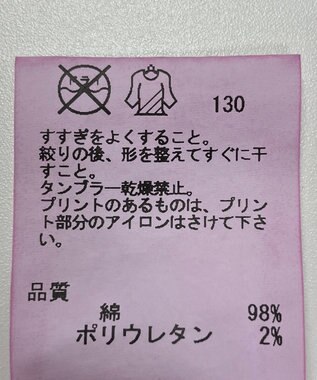 ドライ
130
すすぎをよくすること。
絞りの後、形を整えてすぐに干
すこと。
タンブラー乾燥禁止。
プリントのあるものは、プリン
ト部分のアイロンはさけて下さ
い。
品質
綿 98%
ポリウレタン 2%